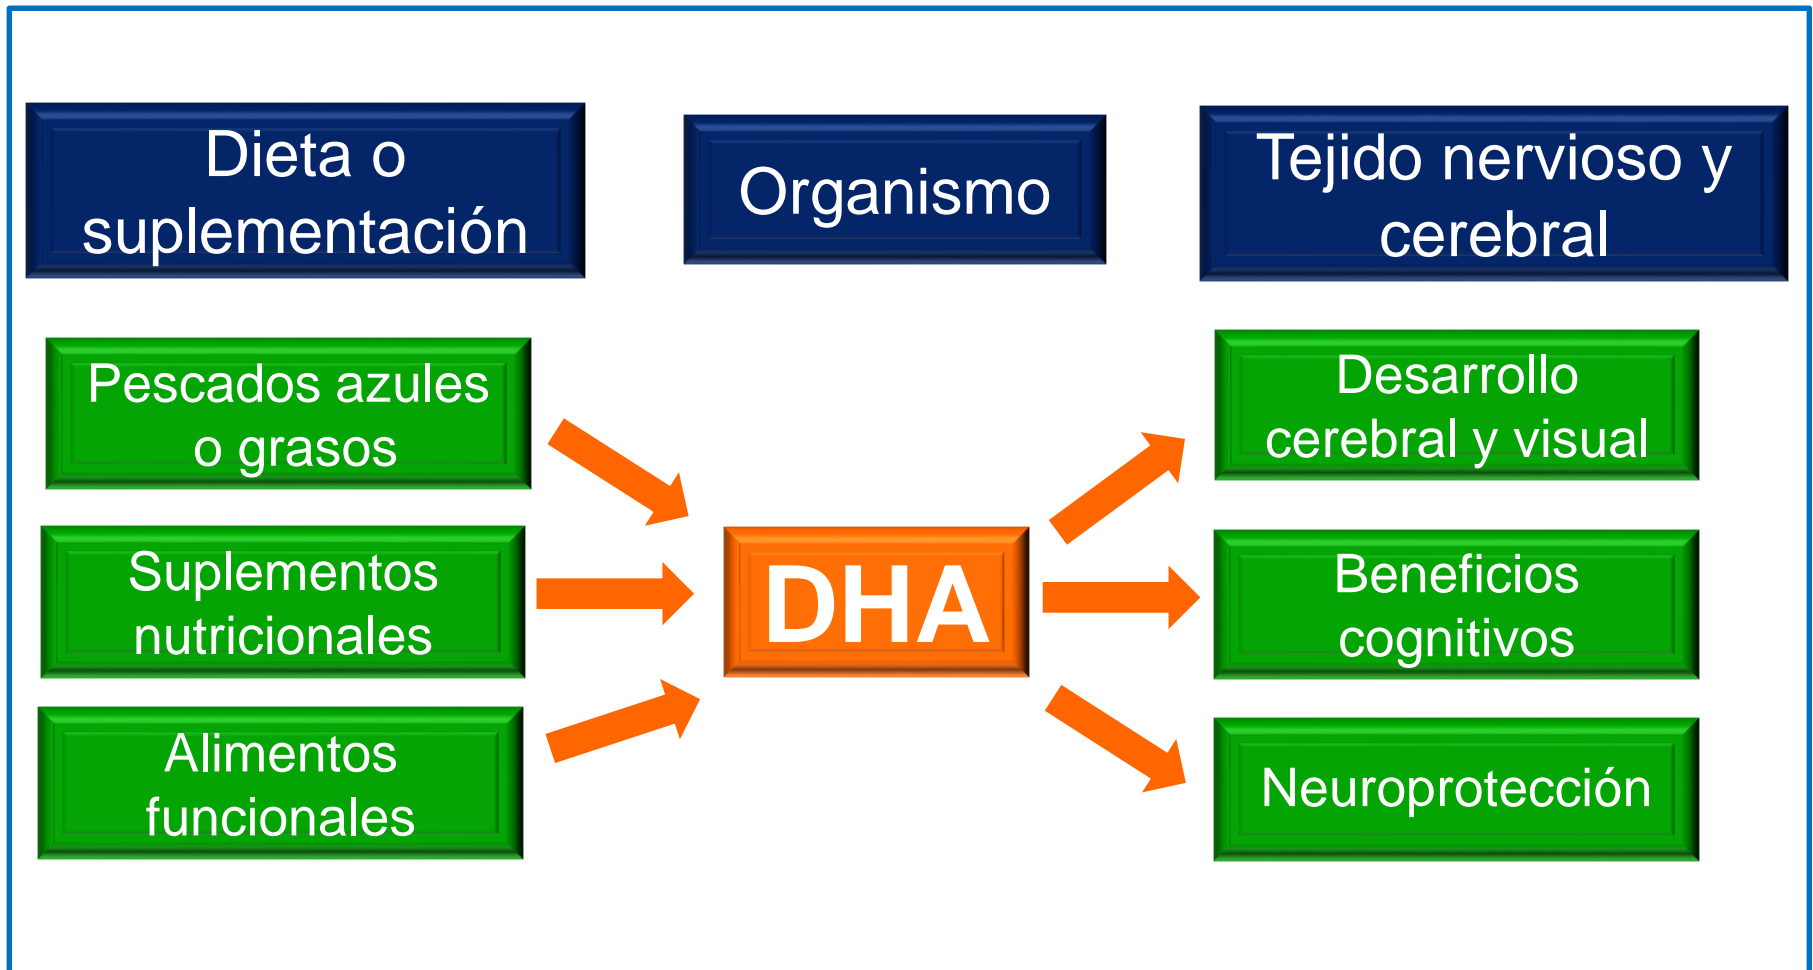 Dieta o
suplementación
Organismo
Tejido nervioso y
cerebral
Pescados azules
o grasos
Suplementos
nutricionales
Alimentos
funcionales
DHA
Desarrollo
cerebral y visual
Beneficios
cognitivos
Neuroprotección